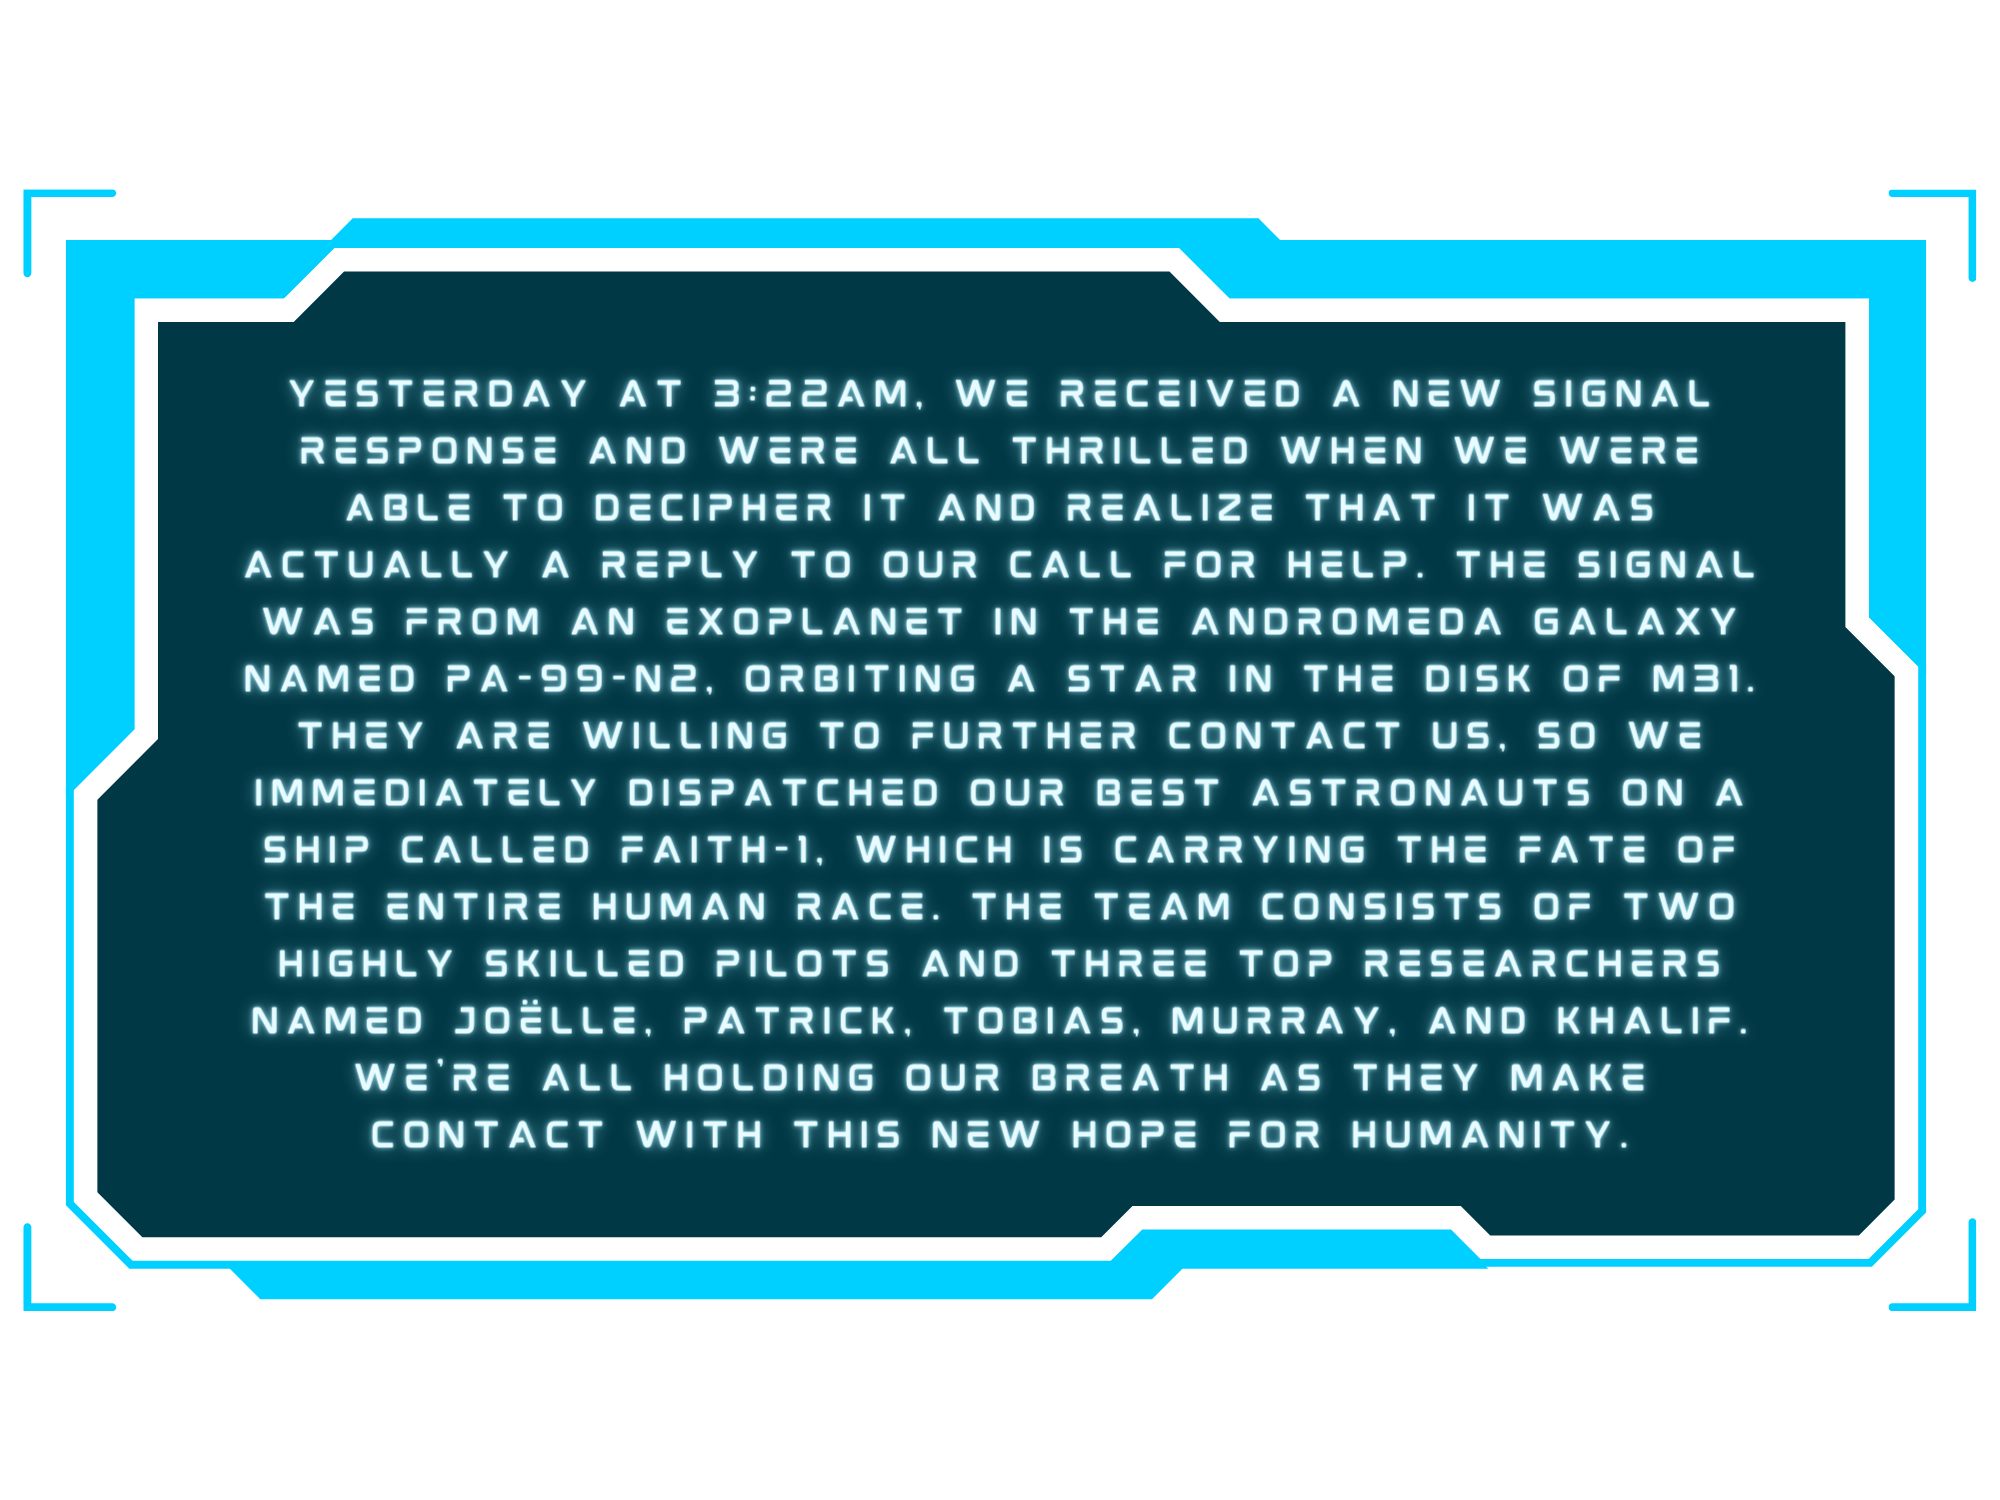 YESTERDAY AT 3:22AM, WE RECEIVED A NEW SIGNAL
RESPONSE AND WERE ALL THRILLED WHEN WE WERE
ABLE TO DECIPHER IT AND REALIZE THAT IT WAS
ACTUALLY A REPLY TO OUR CALL FOR HELP. THE SIGNAL
WAS FROM AN EXOPLANET IN THE ANDROMEDA GALAXY
NAMED PA-99-N2, ORBITING A STAR IN THE DISK OF M31.
THEY ARE WILLING TO FURTHER CONTACT US, SO WE
IMMEDIATELY DISPATCHED OUR BEST ASTRONAUTS ON A
SHIP CALLED FAITH-1, WHICH IS CARRYING THE FATE OF
THE ENTIRE HUMAN RACE. THE TEAM CONSISTS OF TWO
HIGHLY SKILLED PILOTS AND THREE TOP RESEARCHERS
NAMED JOËLLE, PATRICK, TOBIAS, MURRAY, AND KHALIF.
WE'RE ALL HOLDING OUR BREATH AS THEY MAKE
CONTACT WITH THIS NEW HOPE FOR HUMANITY.